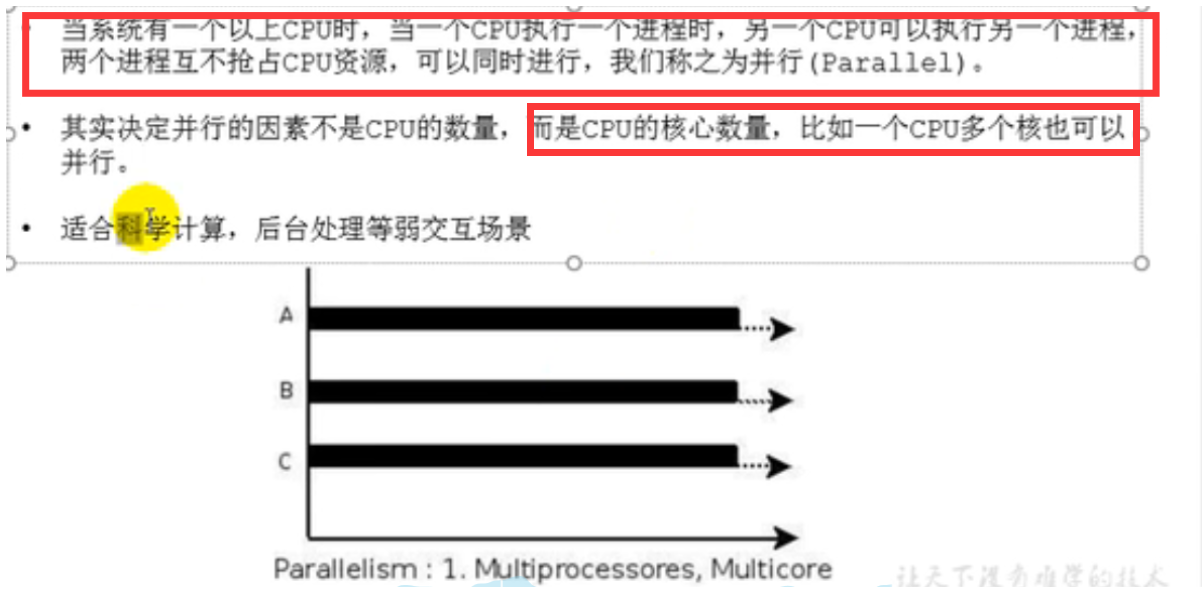 当系统有一个以上CPU时，当一个CPU执行一个进程时，另一个CPU可以执行另一个进程，
两个进程互不抢占CPU资源，可以同时进行，我们称之为并行(Parallel)。
• 其实决定并行的因素不是CPU的数量，而是CPU的核心数量，比如一个CPU多个核也可以
并行。
• 适合科学计算，后台处理等弱交互场景
A
B
C
Parallelism : 1. Multiprocessores, Multicore
让天下没有难学的技术